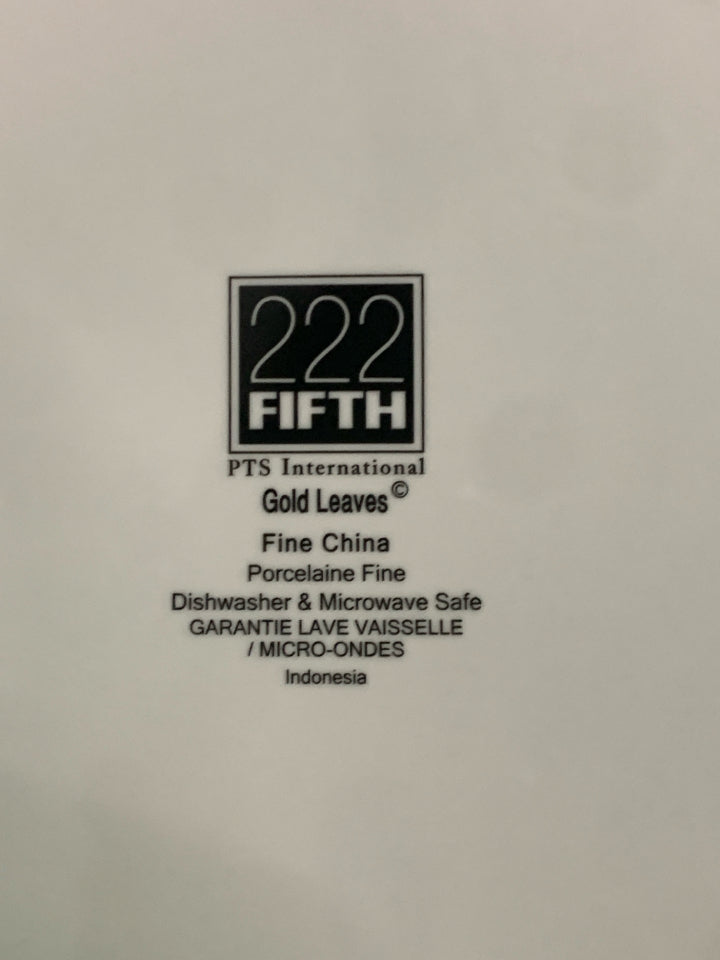 222
FIFTH
PTS International
Gold Leaves©
Fine China
Porcelaine Fine
Dishwasher & Microwave Safe
GARANTIE LAVE VAISSELLE
/ MICRO-ONDES
Indonesia